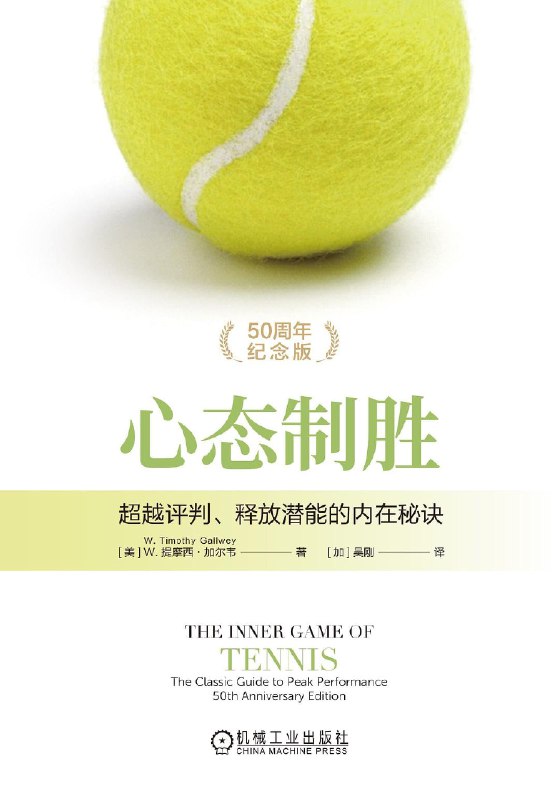 50周年
纪念版
心态制胜
超越评判、释放潜能的内在秘诀
W. Timothy Gallwey
[美] W. 提摩西·加尔韦 ———— 著 [加] 吴刚 ———— 译
THE INNER GAME OF
TENNIS
The Classic Guide to Peak Performance
50th Anniversary Edition
机械工业出版社
CHINA MACHINE PRESS